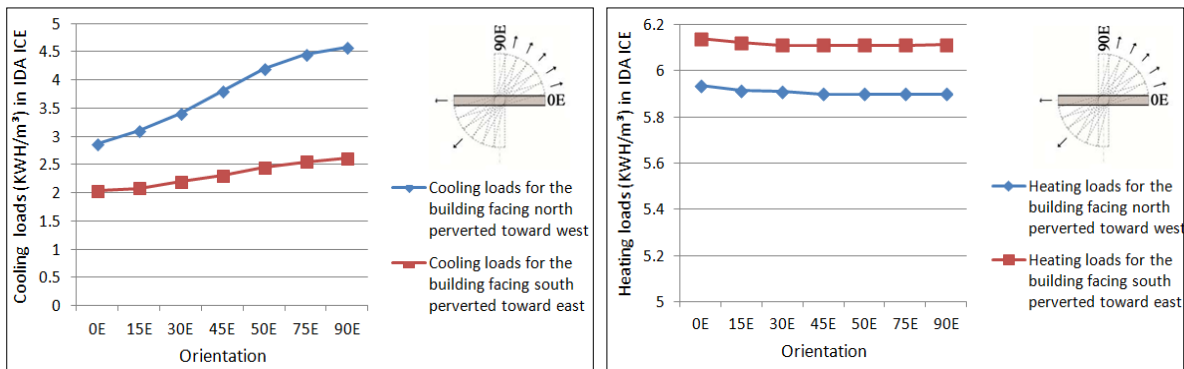 Cooling loads (KWH/m³) in IDA ICE
5
4.5
4
3.5
3
2.5
2
1.5
1
0.5
0
0E
15E
30E
45E
50E
75E
90E
Orientation
90E
0E
Cooling loads for the
building facing north
perverted toward west
Cooling loads for the
building facing south
perverted toward east
Heating loads (KWH/m³) in IDA ICE
6.2
6
5.8
5.6
5.4
5.2
5
0E
15E
30E
45E
50E
75E
90E
Orientation
90E
0E
Heating loads for the
building facing north
perverted toward west
Heating loads for the
building facing south
perverted toward east